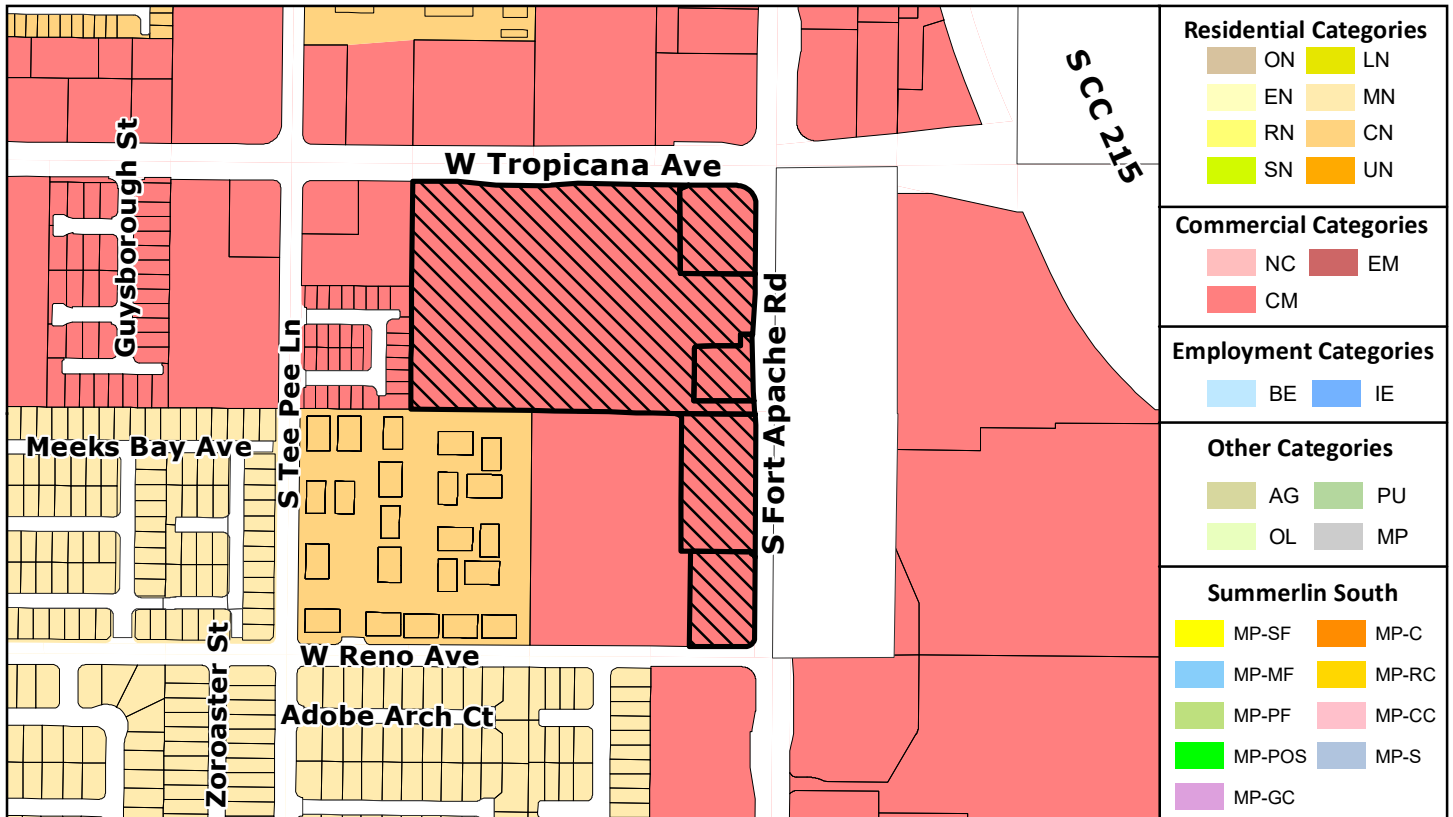 S CC 215
W Tropicana Ave
Guysborough St
S Tee Pee Ln
S Fort Apache Rd
Meeks Bay Ave
W Reno Ave
Zoroaster St
Adobe Arch Ct
Residential Categories
ON LN
EN MN
RN CN
SN UN
Commercial Categories
NC EM
CM
Employment Categories
BE IE
Other Categories
AG PU
OL MP
Summerlin South
MP-SF MP-C
MP-MF MP-RC
MP-PF MP-CC
MP-POS MP-S
MP-GC